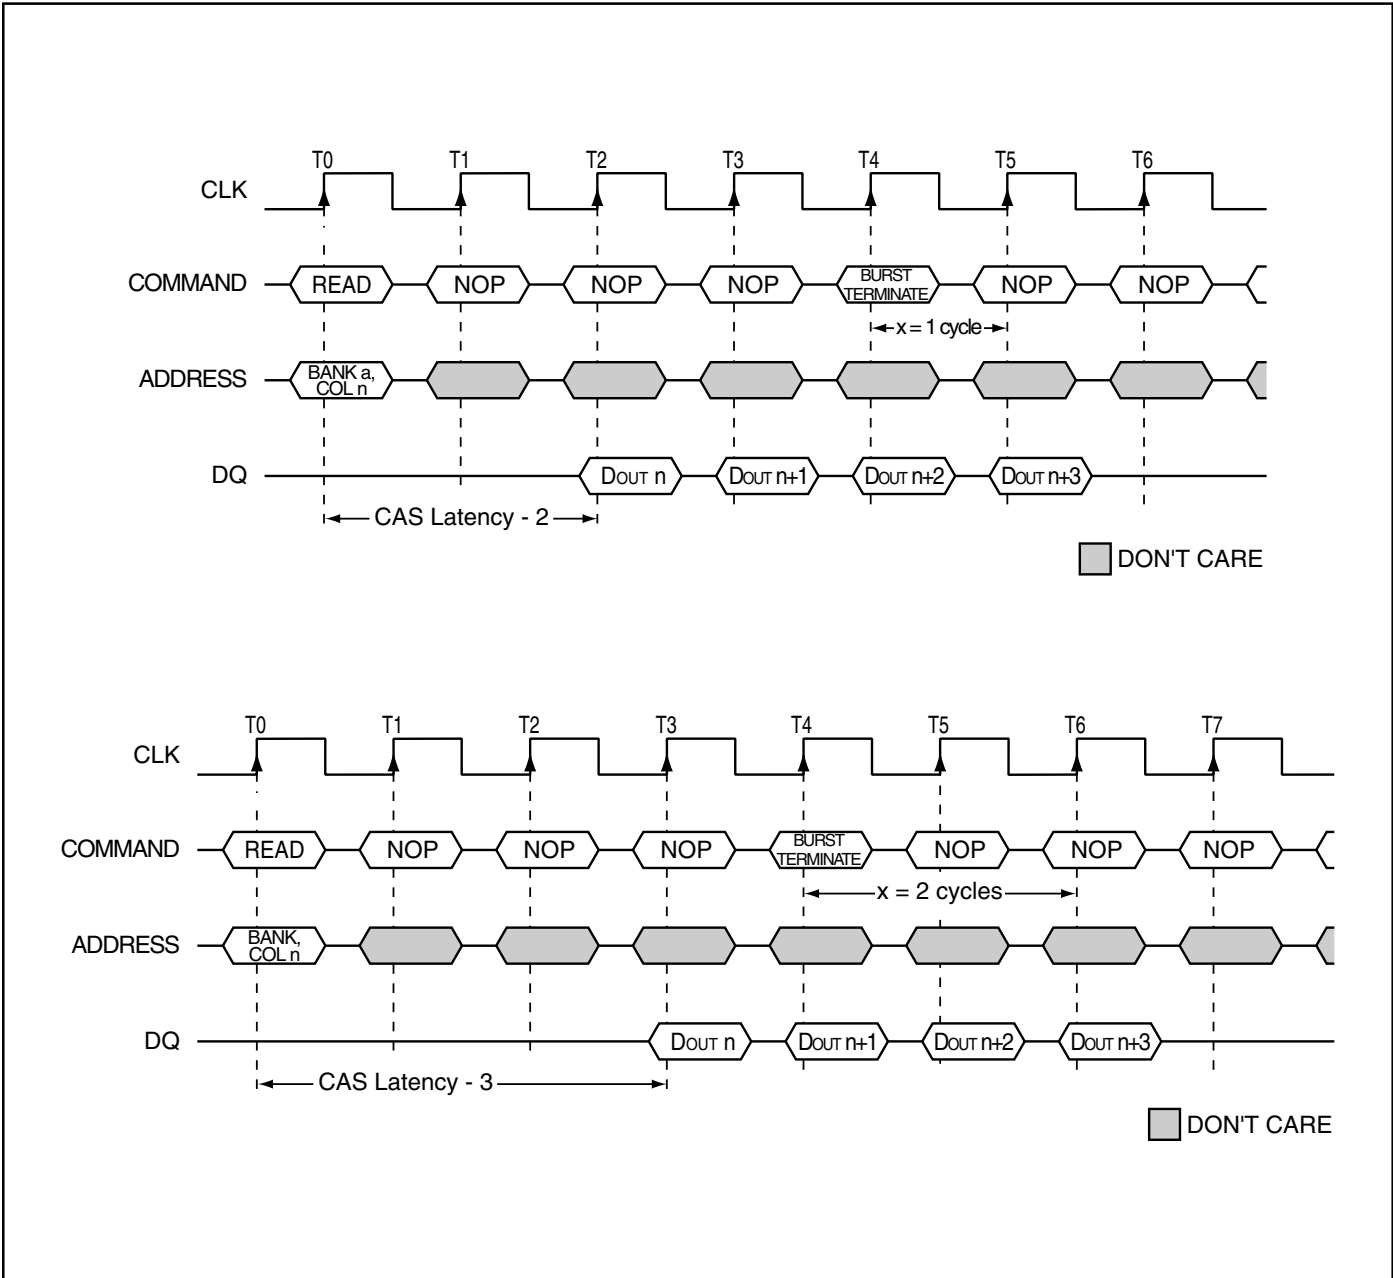 T0 T1 T2 T3 T4 T5 T6
CLK
COMMAND READ NOP NOP NOP BURST TERMINATE NOP NOP
x = 1 cycle
ADDRESS BANK a, COL n
DQ DOUT n DOUT n+1 DOUT n+2 DOUT n+3
CAS Latency - 2
DON'T CARE
T0 T1 T2 T3 T4 T5 T6 T7
CLK
COMMAND READ NOP NOP NOP BURST TERMINATE NOP NOP NOP
x = 2 cycles
ADDRESS BANK, COL n
DQ DOUT n DOUT n+1 DOUT n+2 DOUT n+3
CAS Latency - 3
DON'T CARE